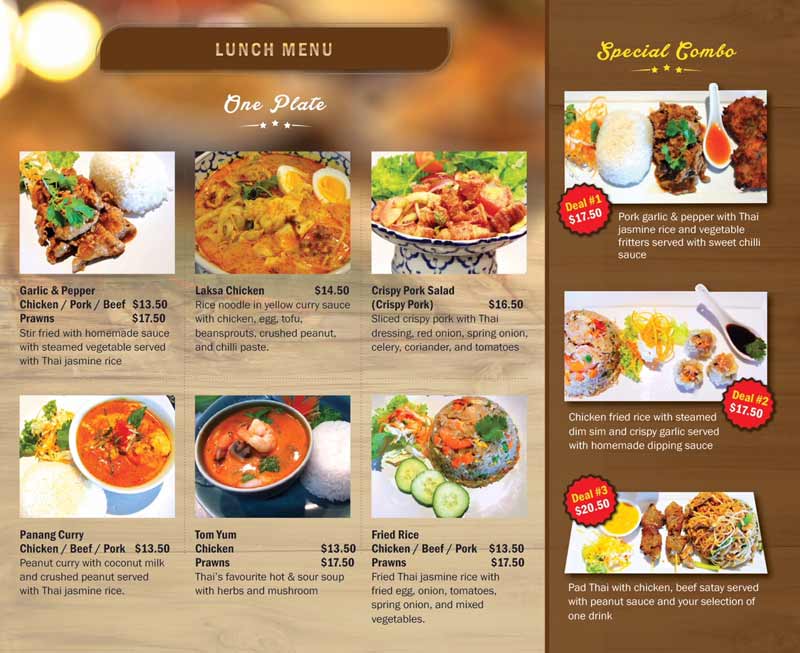 LUNCH MENU
One Plate
Garlic & Pepper
Chicken / Pork / Beef $13.50
Prawns $17.50
Stir fried with homemade sauce
with steamed vegetable served
with Thai jasmine rice
Laksa Chicken $14.50
Rice noodle in yellow curry sauce
with chicken, egg, tofu,
beansprouts, crushed peanut,
and chilli paste.
Crispy Pork Salad
(Crispy Pork) $16.50
Sliced crispy pork with Thai
dressing, red onion, spring onion,
celery, coriander, and tomatoes
Panang Curry
Chicken / Beef / Pork $13.50
Peanut curry with coconut milk
and crushed peanut served
with Thai jasmine rice.
Tom Yum
Chicken $13.50
Prawns $17.50
Thai's favourite hot & sour soup
with herbs and mushroom
Fried Rice
Chicken / Beef / Pork $13.50
Prawns $17.50
Fried Thai jasmine rice with
fried egg, onion, tomatoes,
spring onion, and mixed
vegetables.
Special Combo
Deal #1
$17.50
Pork garlic & pepper with Thai
jasmine rice and vegetable
fritters served with sweet chilli
sauce
Deal #2
$17.50
Chicken fried rice with steamed
dim sim and crispy garlic served
with homemade dipping sauce
Deal #3
$20.50
Pad Thai with chicken, beef satay served
with peanut sauce and your selection of
one drink